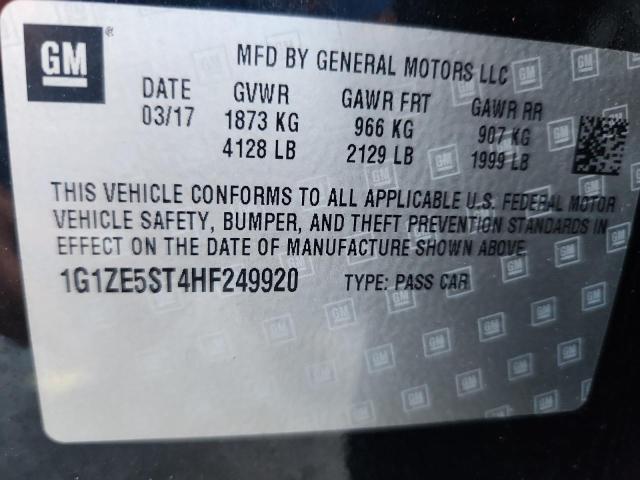 GM
MFD BY GENERAL MOTORS LLC
DATE GVWR GAWR FRT GAWR RR
03/17 1873 KG 966 KG 907 KG
4128 LB 2129 LB 1999 LB
THIS VEHICLE CONFORMS TO ALL APPLICABLE U.S. FEDERAL MOTOR
VEHICLE SAFETY, BUMPER, AND THEFT PREVENTION STANDARDS IN
EFFECT ON THE DATE OF MANUFACTURE SHOWN ABOVE.
1G1ZE5ST4HF249920 TYPE: PASS CAR